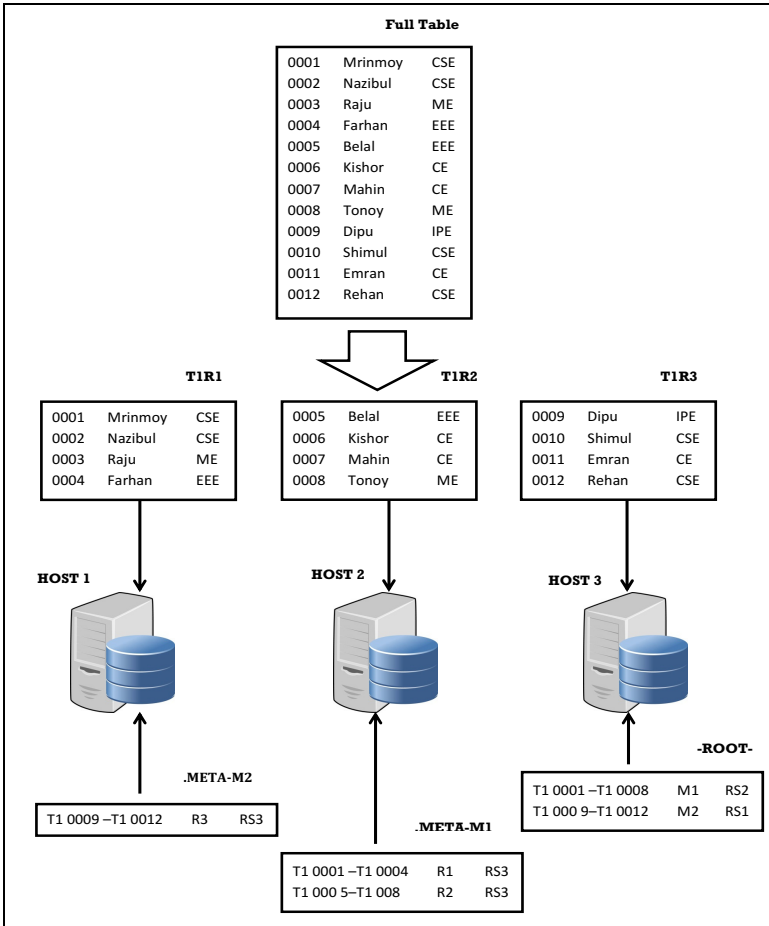 Full Table
0001 Mrinmoy CSE
0002 Nazibul CSE
0003 Raju ME
0004 Farhan EEE
0005 Belal EEE
0006 Kishor CE
0007 Mahin CE
0008 Tonoy ME
0009 Dipu IPE
0010 Shimul CSE
0011 Emran CE
0012 Rehan CSE
T1R1
0001 Mrinmoy CSE
0002 Nazibul CSE
0003 Raju ME
0004 Farhan EEE
T1R2
0005 Belal EEE
0006 Kishor CE
0007 Mahin CE
0008 Tonoy ME
T1R3
0009 Dipu IPE
0010 Shimul CSE
0011 Emran CE
0012 Rehan CSE
HOST 1
HOST 2
HOST 3
.META-M2
T1 0009 –T1 0012 R3 RS3
.META-M1
T1 0001 –T1 0004 R1 RS3
T1 000 5–T1 008 R2 RS3
-ROOT-
T1 0001 –T1 0008 M1 RS2
T1 000 9–T1 0012 M2 RS1